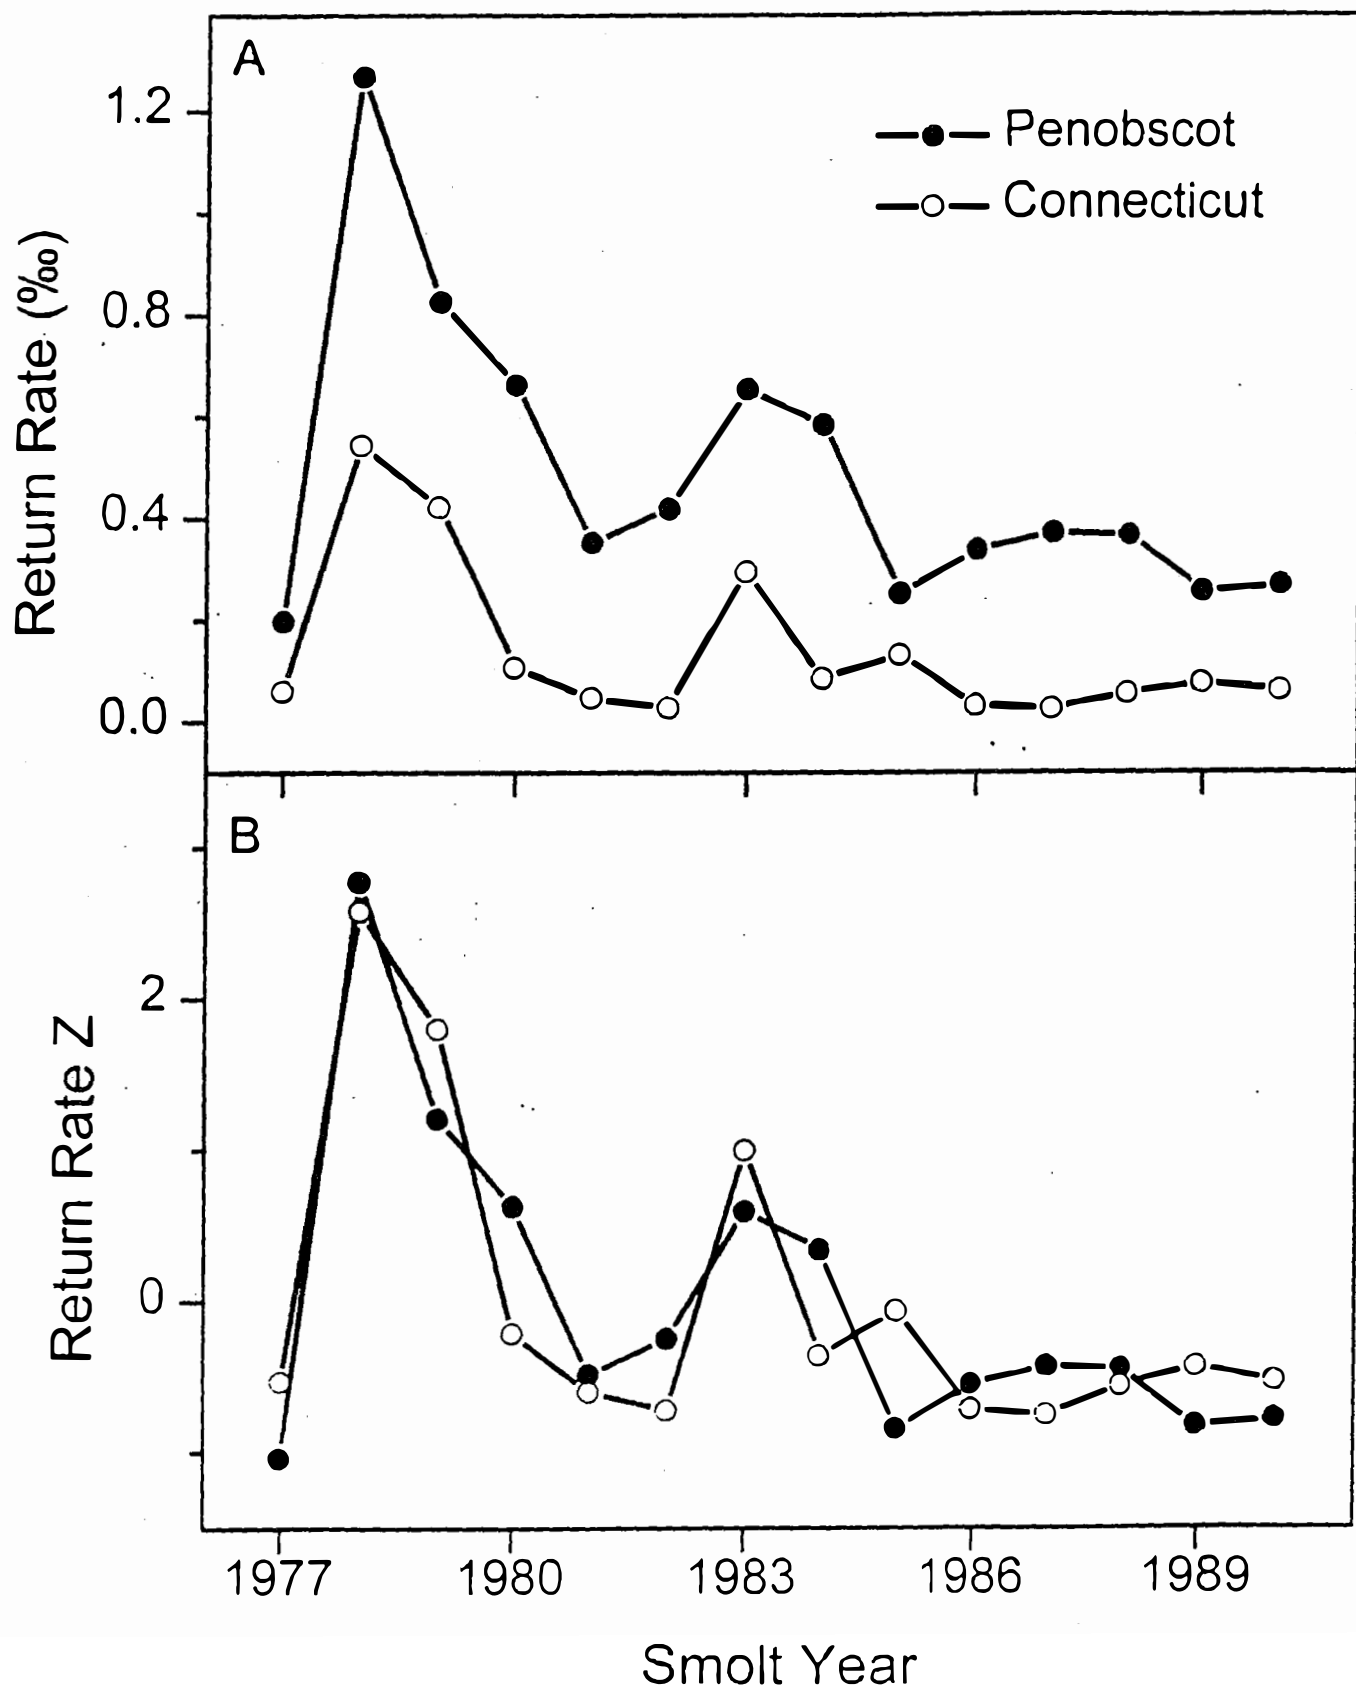 A
1.2
Penobscot
Connecticut
0.8
0.4
0.0
Return Rate (‰)
B
2
0
Return Rate Z
1977 1980 1983 1986 1989
Smolt Year